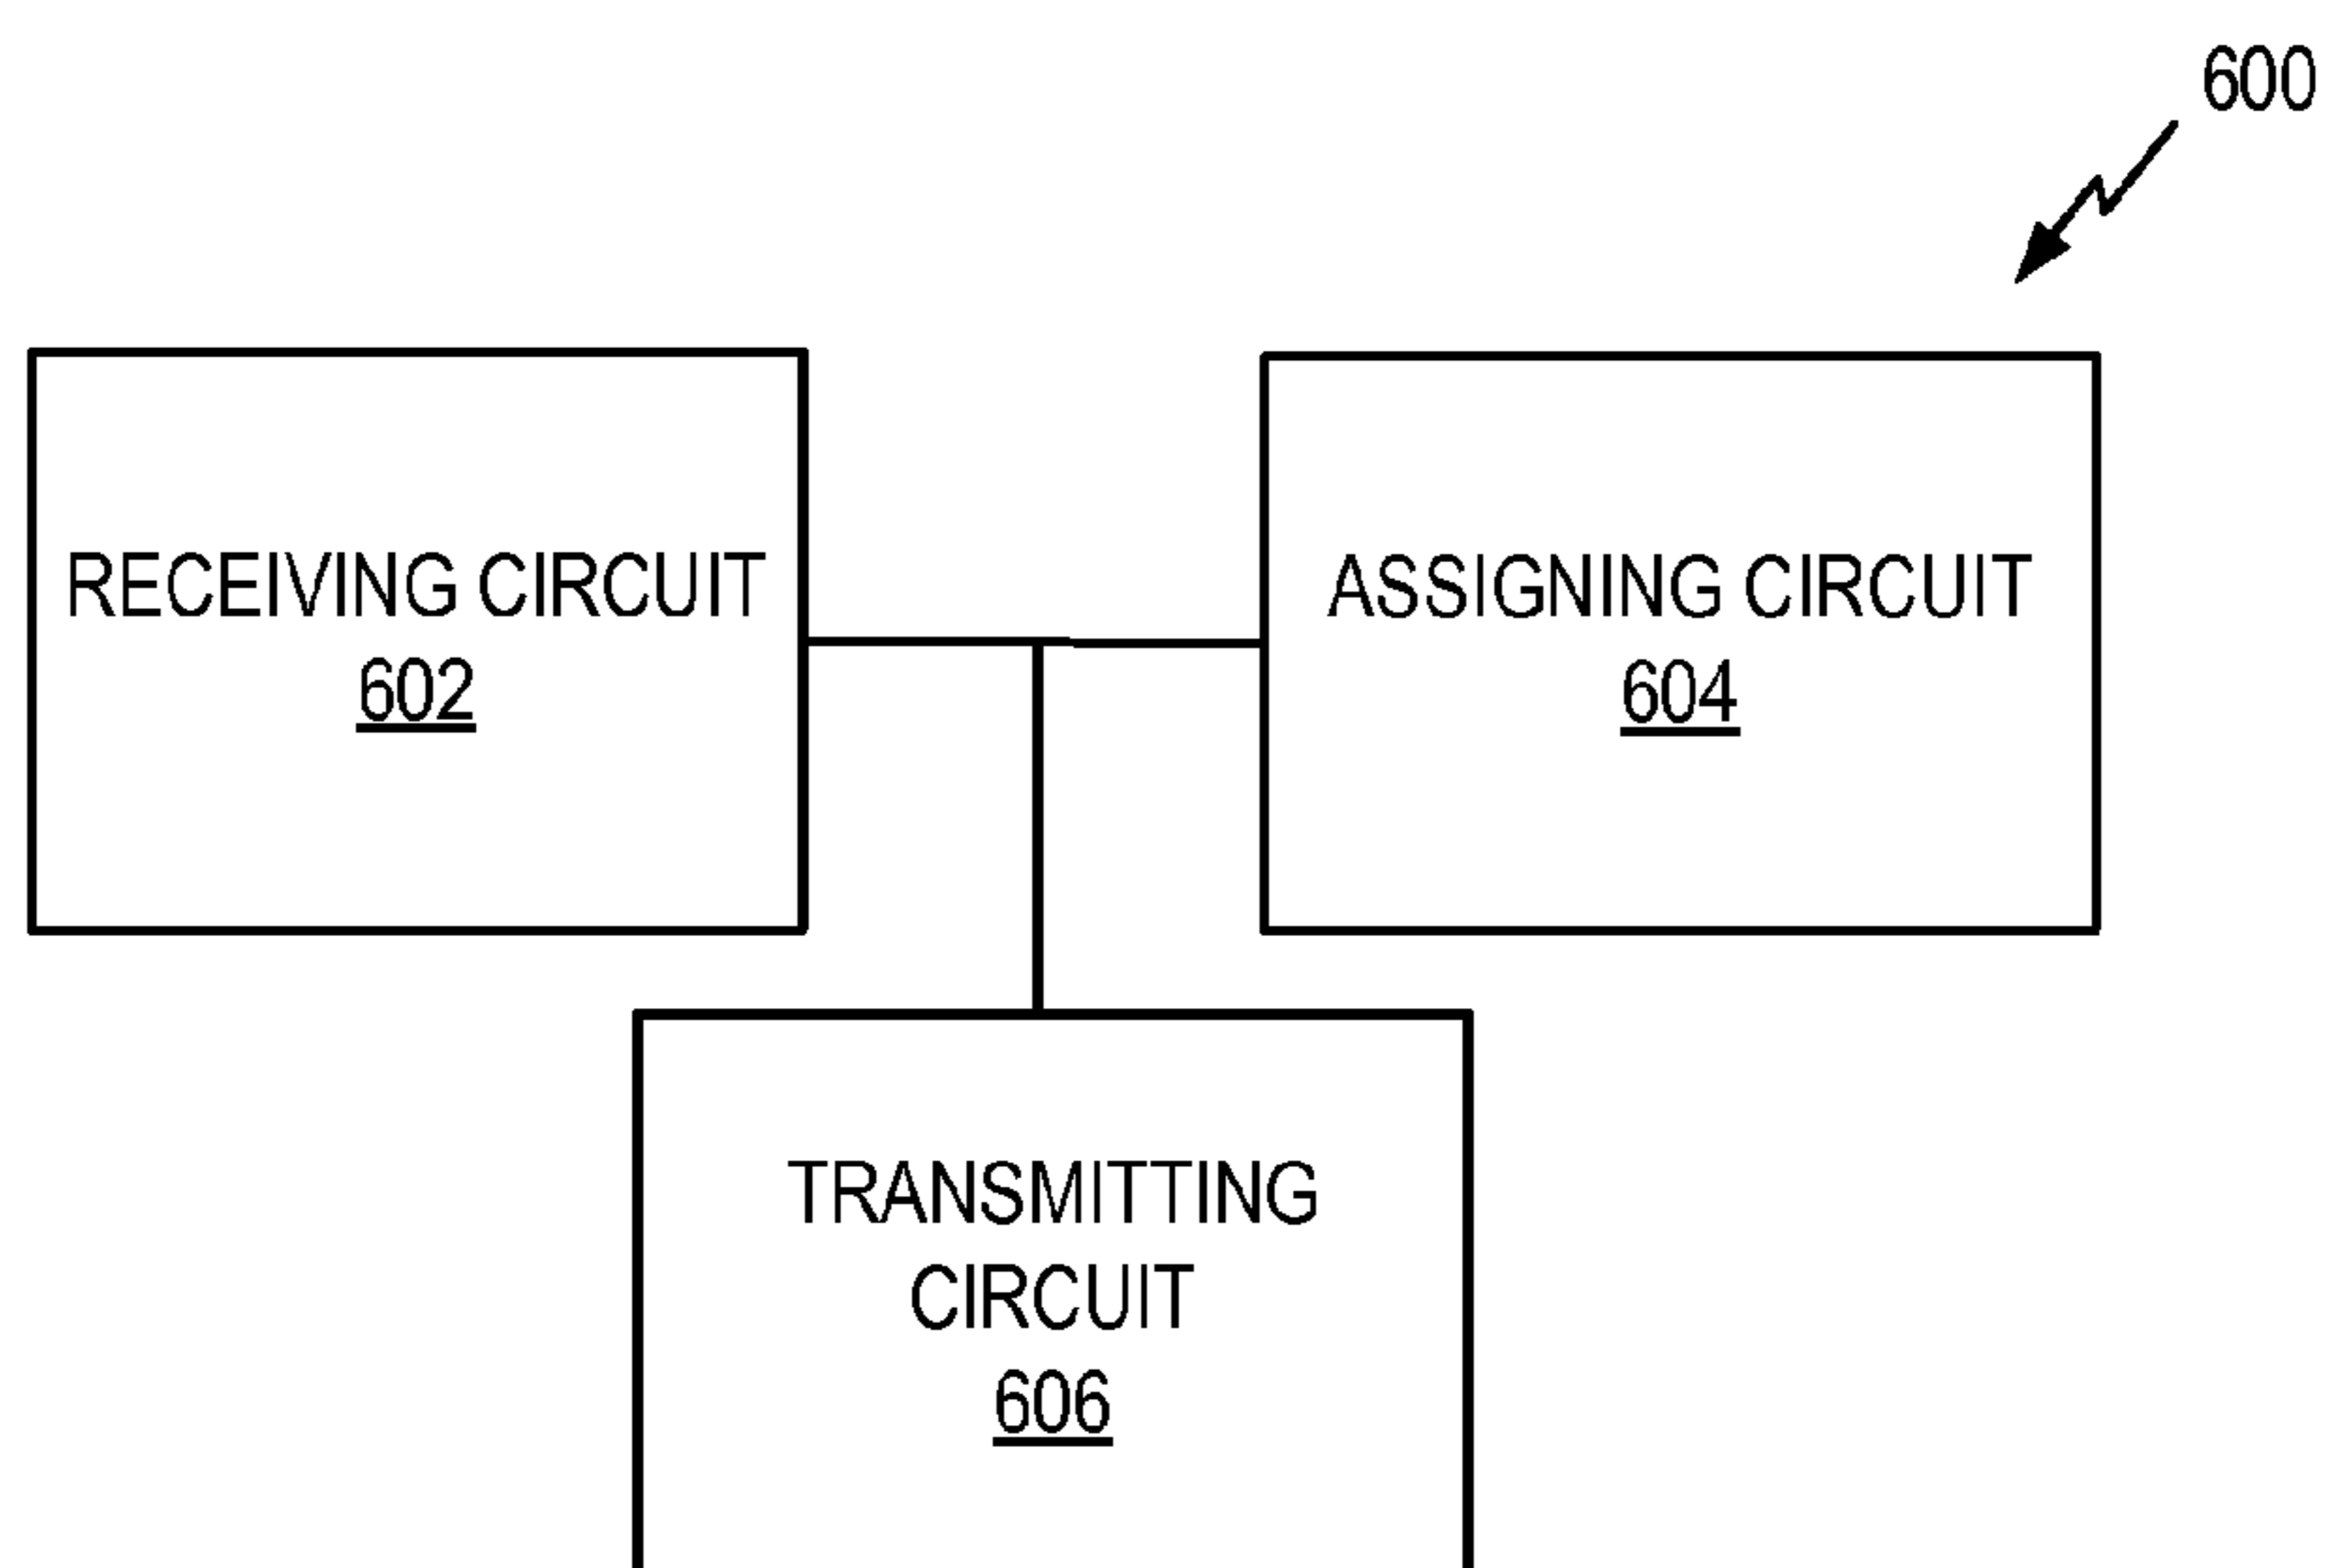 600
RECEIVING CIRCUIT
602
ASSIGNING CIRCUIT
604
TRANSMITTING
CIRCUIT
606